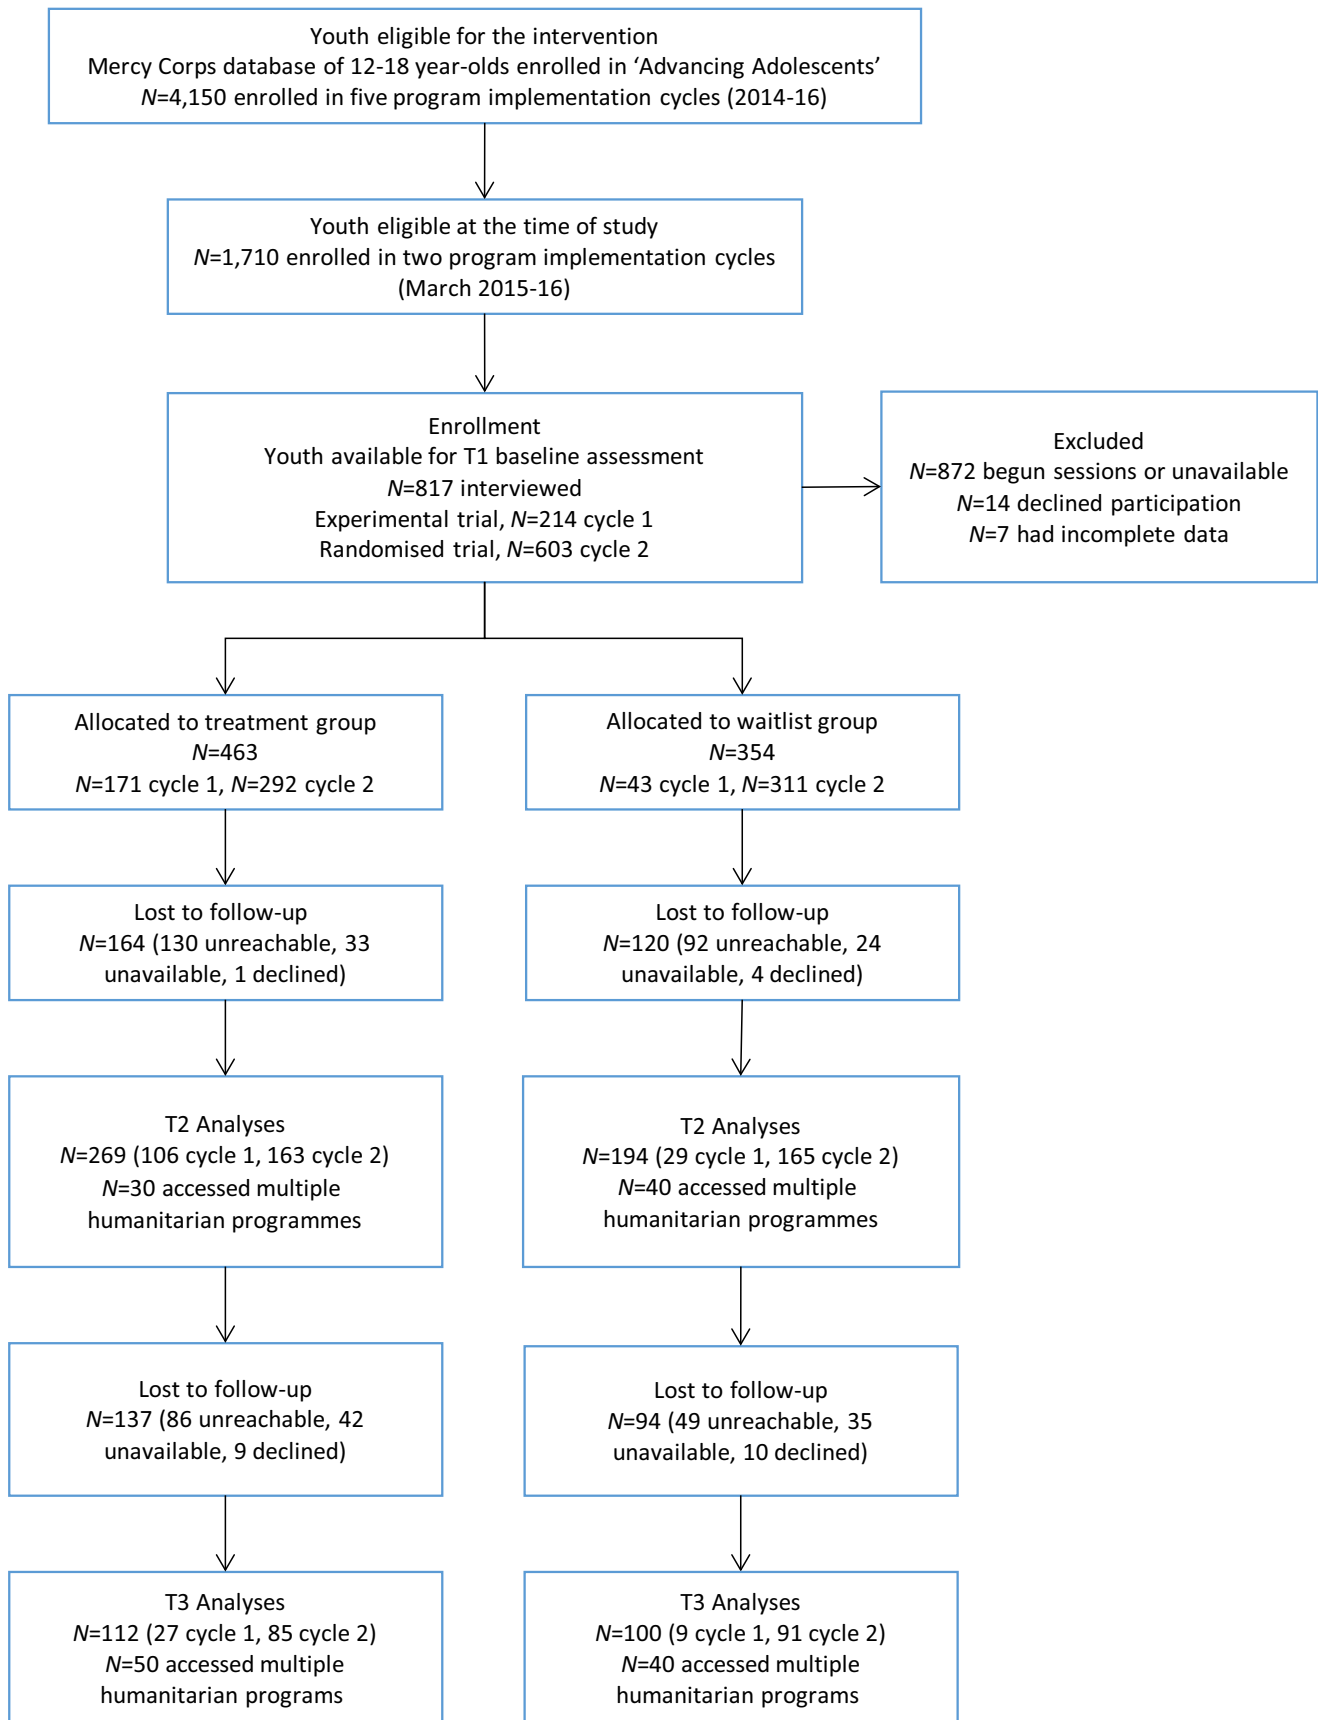 Youth eligible for the intervention
Mercy Corps database of 12-18 year-olds enrolled in ‘Advancing Adolescents’
N=4,150 enrolled in five program implementation cycles (2014-16)
Youth eligible at the time of study
N=1,710 enrolled in two program implementation cycles
(March 2015-16)
Enrollment
Youth available for T1 baseline assessment
N=817 interviewed
Experimental trial, N=214 cycle 1
Randomised trial, N=603 cycle 2
Excluded
N=872 begun sessions or unavailable
N=14 declined participation
N=7 had incomplete data
Allocated to treatment group
N=463
N=171 cycle 1, N=292 cycle 2
Allocated to waitlist group
N=354
N=43 cycle 1, N=311 cycle 2
Lost to follow-up
N=164 (130 unreachable, 33
unavailable, 1 declined)
Lost to follow-up
N=120 (92 unreachable, 24
unavailable, 4 declined)
T2 Analyses
N=269 (106 cycle 1, 163 cycle 2)
N=30 accessed multiple
humanitarian programmes
T2 Analyses
N=194 (29 cycle 1, 165 cycle 2)
N=40 accessed multiple
humanitarian programmes
Lost to follow-up
N=137 (86 unreachable, 42
unavailable, 9 declined)
Lost to follow-up
N=94 (49 unreachable, 35
unavailable, 10 declined)
T3 Analyses
N=112 (27 cycle 1, 85 cycle 2)
N=50 accessed multiple
humanitarian programs
T3 Analyses
N=100 (9 cycle 1, 91 cycle 2)
N=40 accessed multiple
humanitarian programs